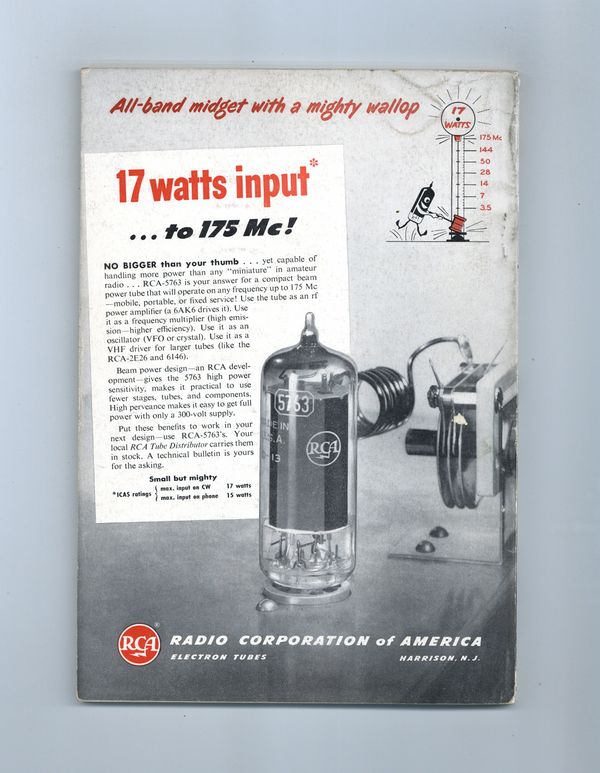 All-band midget with a mighty wallop
17
WATTS
175 Mc
144
50
28
14
7
3.5
17 watts input*
... to 175 Mc!
NO BIGGER than your thumb . . . yet capable of
handling more power than any "miniature" in amateur
radio . . . RCA-5763 is your answer for a compact beam
power tube that will operate on any frequency up to 175 Mc
—mobile, portable, or fixed service! Use the tube as an rf
power amplifier (a 6AK6 drives it). Use
it as a frequency multiplier (high emis-
sion—higher efficiency). Use it as an
oscillator (VFO or crystal). Use it as a
VHF driver for larger tubes (like the
RCA-2E26 and 6146).
Beam power design—an RCA devel-
opment—gives the 5763 high power
sensitivity, makes it practical to use
fewer stages, tubes, and components.
High perveance makes it easy to get full
power with only a 300-volt supply.
Put these benefits to work in your
next design—use RCA-5763's. Your
local RCA Tube Distributor carries them
in stock. A technical bulletin is yours
for the asking.
Small but mighty
*ICAS ratings { max. input on CW 17 watts
max. input on phone 15 watts
5763
DE IN
S.A.
13
RCA
RCA ®
RADIO CORPORATION of AMERICA
ELECTRON TUBES HARRISON, N. J.